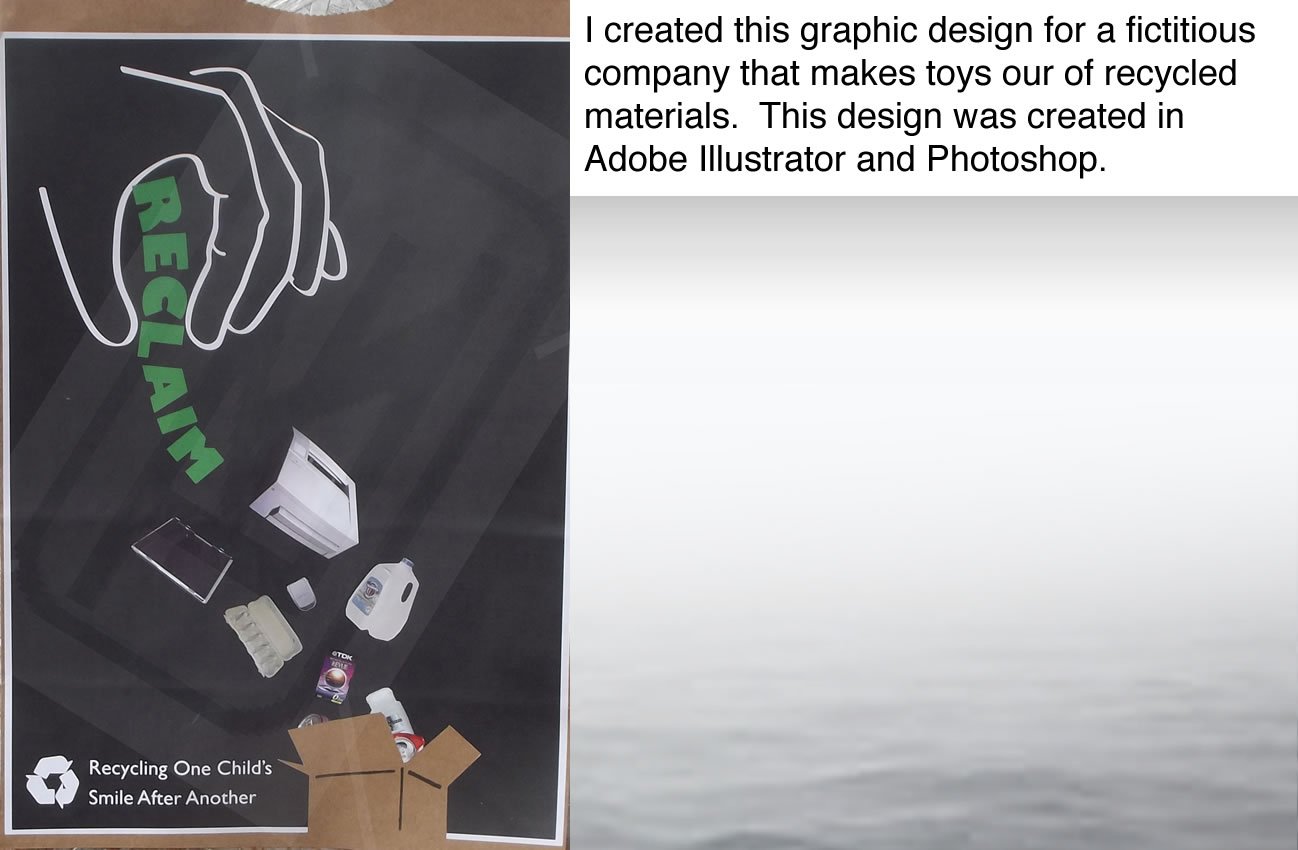 I created this graphic design for a fictitious
company that makes toys our of recycled
materials.  This design was created in
Adobe Illustrator and Photoshop.
RECLAIM
TDK
REVUE
Recycling One Child's
Smile After Another